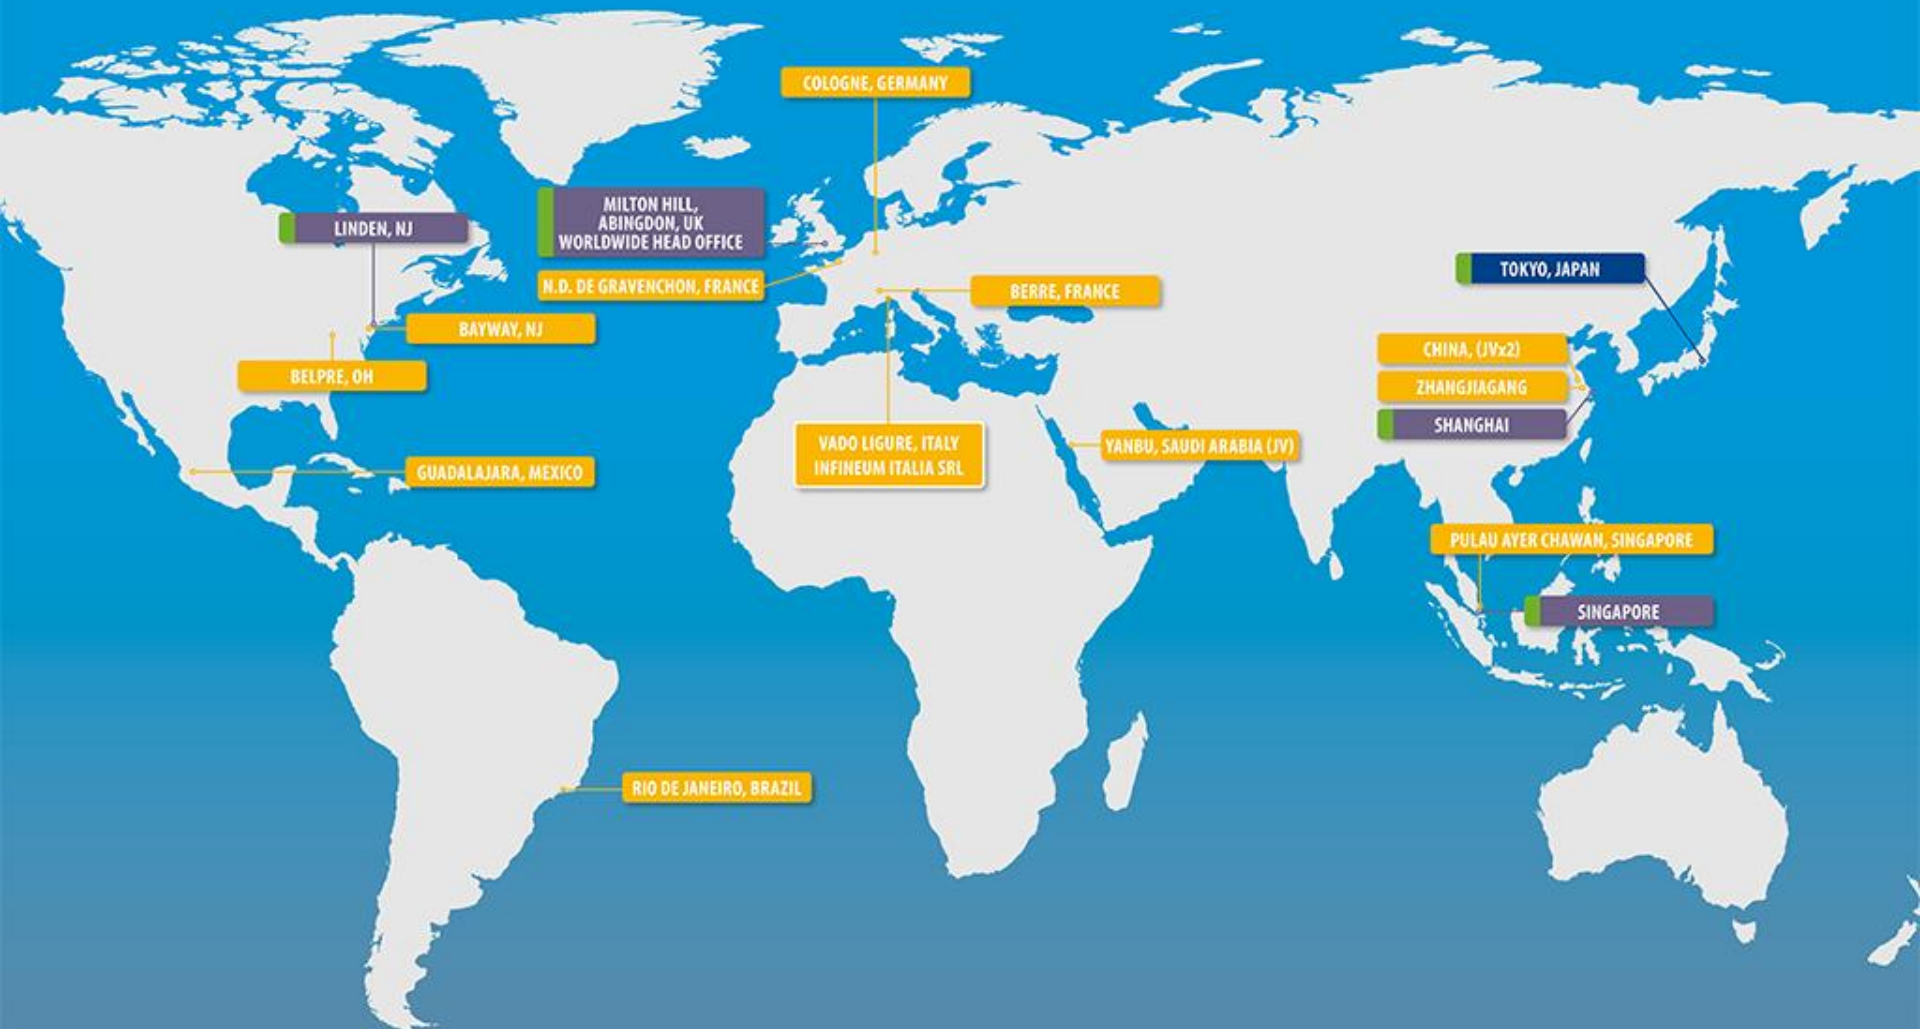 COLOGNE, GERMANY
MILTON HILL,
ABINGDON, UK
WORLDWIDE HEAD OFFICE
LINDEN, NJ
TOKYO, JAPAN
N.D. DE GRAVENCHON, FRANCE
BERRE, FRANCE
BAYWAY, NJ
CHINA, (JVx2)
BELPRE, OH
ZHANGJIAGANG
SHANGHAI
VADO LIGURE, ITALY
INFINEUM ITALIA SRL
YANBU, SAUDI ARABIA (JV)
GUADALAJARA, MEXICO
PULAU AYER CHAWAN, SINGAPORE
SINGAPORE
RIO DE JANEIRO, BRAZIL